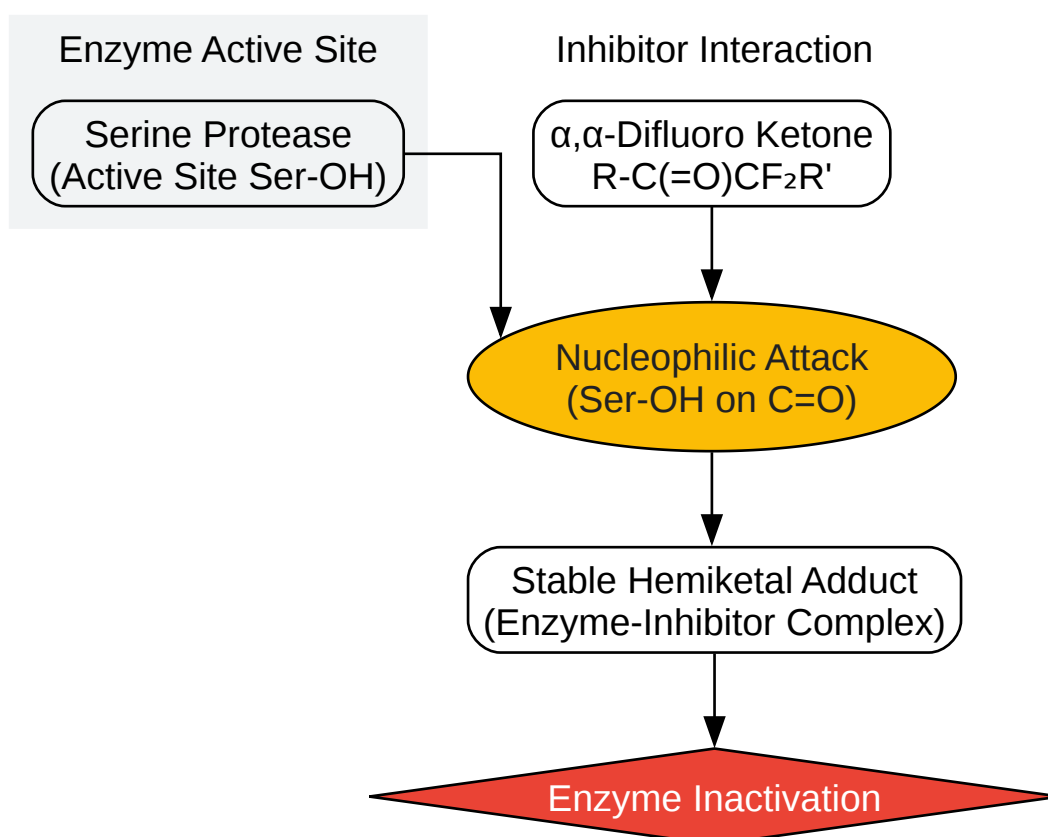 Enzyme Active Site
Serine Protease
(Active Site Ser-OH)
Inhibitor Interaction
α,α-Difluoro Ketone
R-C(=O)CF₂R'
Nucleophilic Attack
(Ser-OH on C=O)
Stable Hemiketal Adduct
(Enzyme-Inhibitor Complex)
Enzyme Inactivation